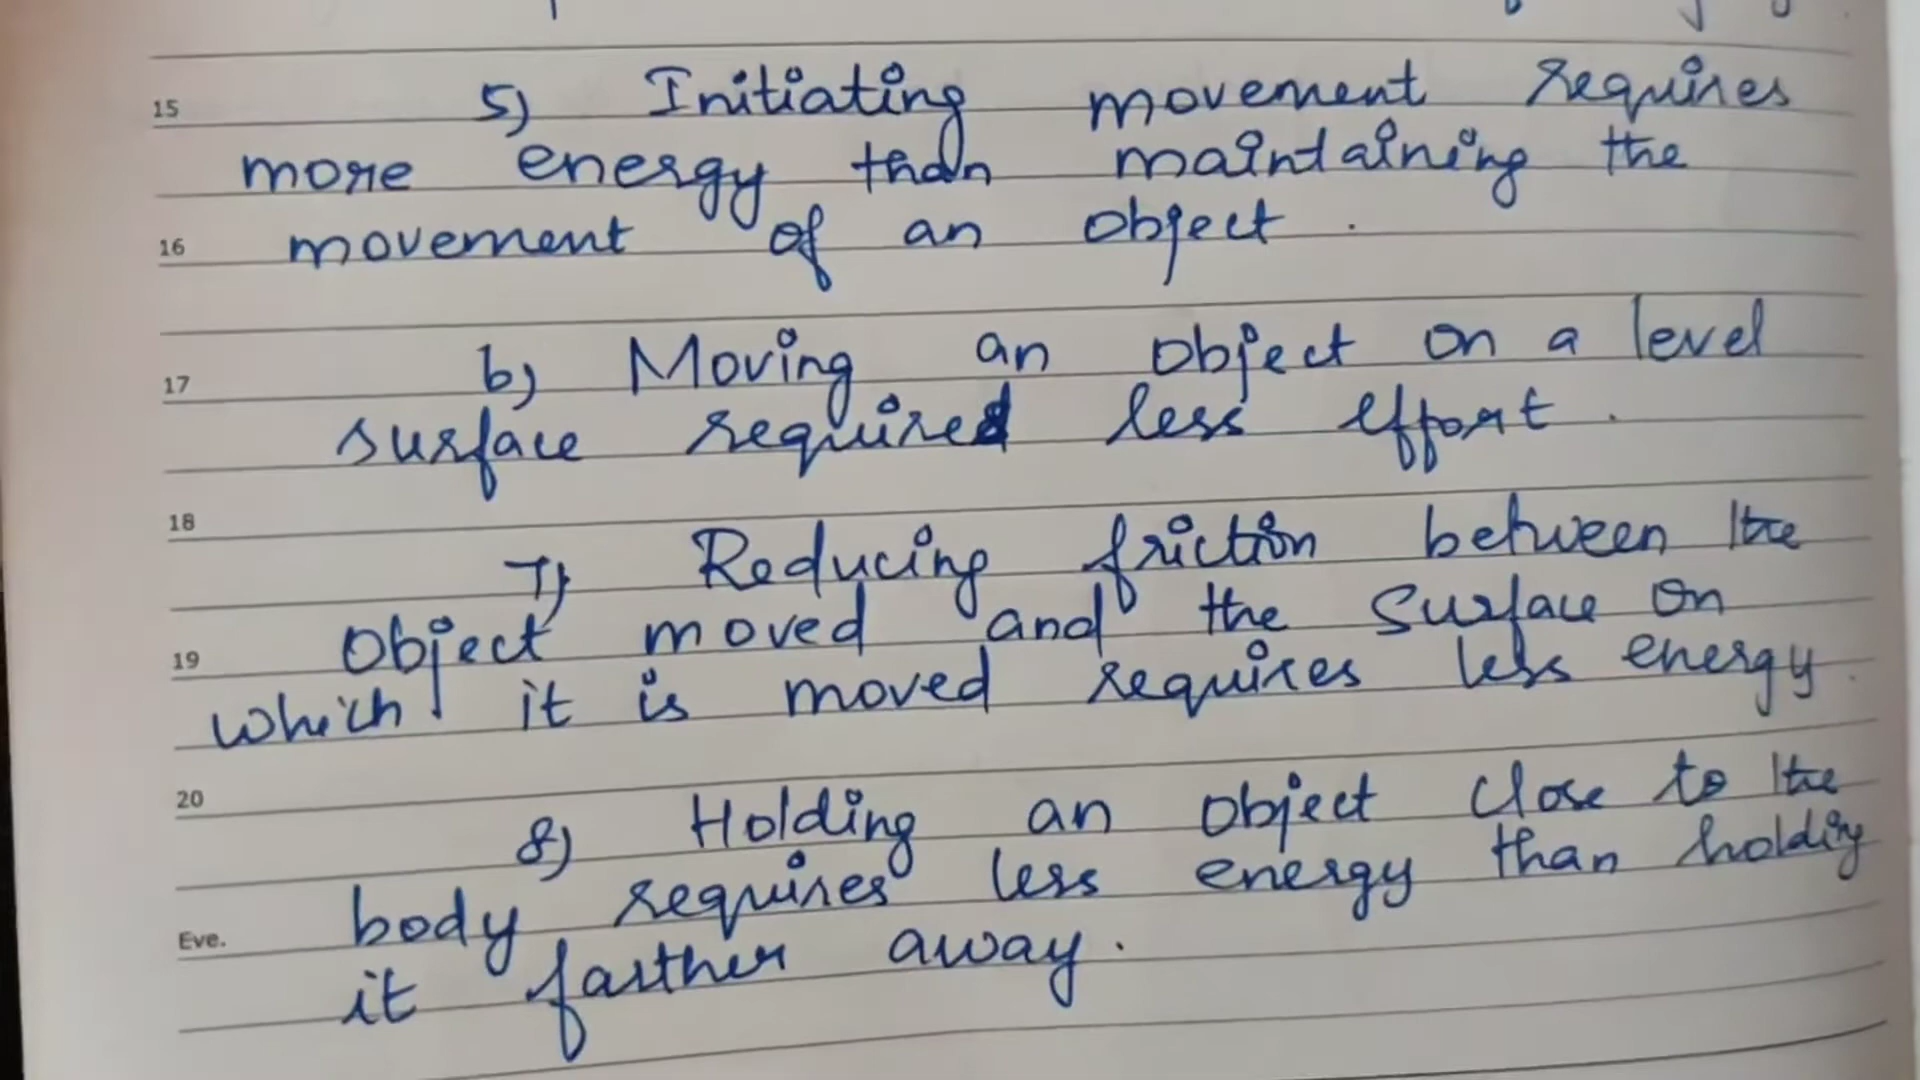 15 5) Initiating movement requires
more energy than maintaining the
16 movement of an object.
17 6) Moving an object on a level
surface required less effort.
18
7) Reducing friction between the
19 object moved and the surface on
which it is moved requires less energy.
20
8) Holding an object close to the
body requires less energy than holding
Eve. it farther away.